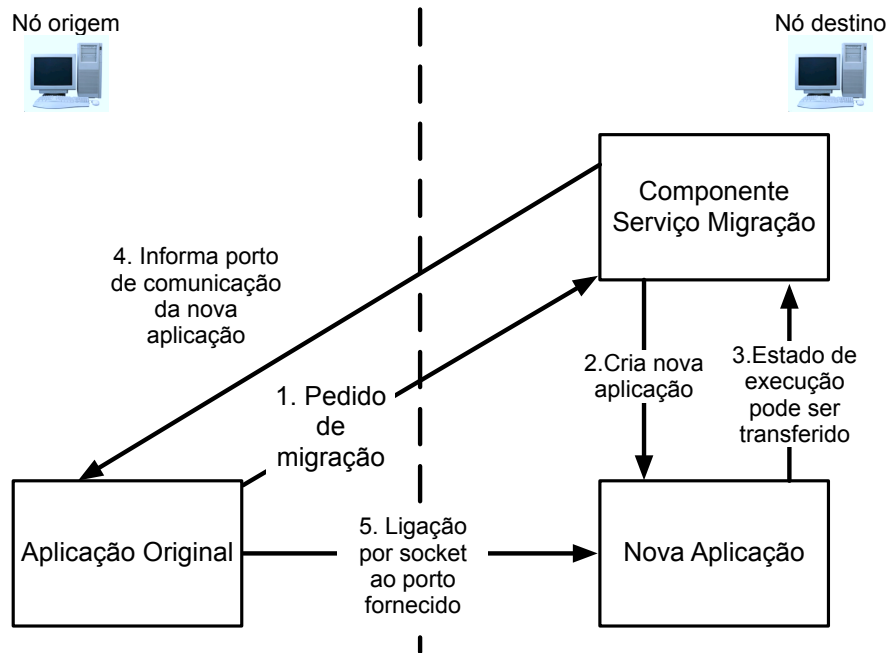 Nó origem
Nó destino
Componente
Serviço Migração
4. Informa porto
de comunicação
da nova
aplicação
1. Pedido
de
migração
2.Cria nova
aplicação
3.Estado de
execução
pode ser
transferido
Aplicação Original
5. Ligação
por socket
ao porto
fornecido
Nova Aplicação